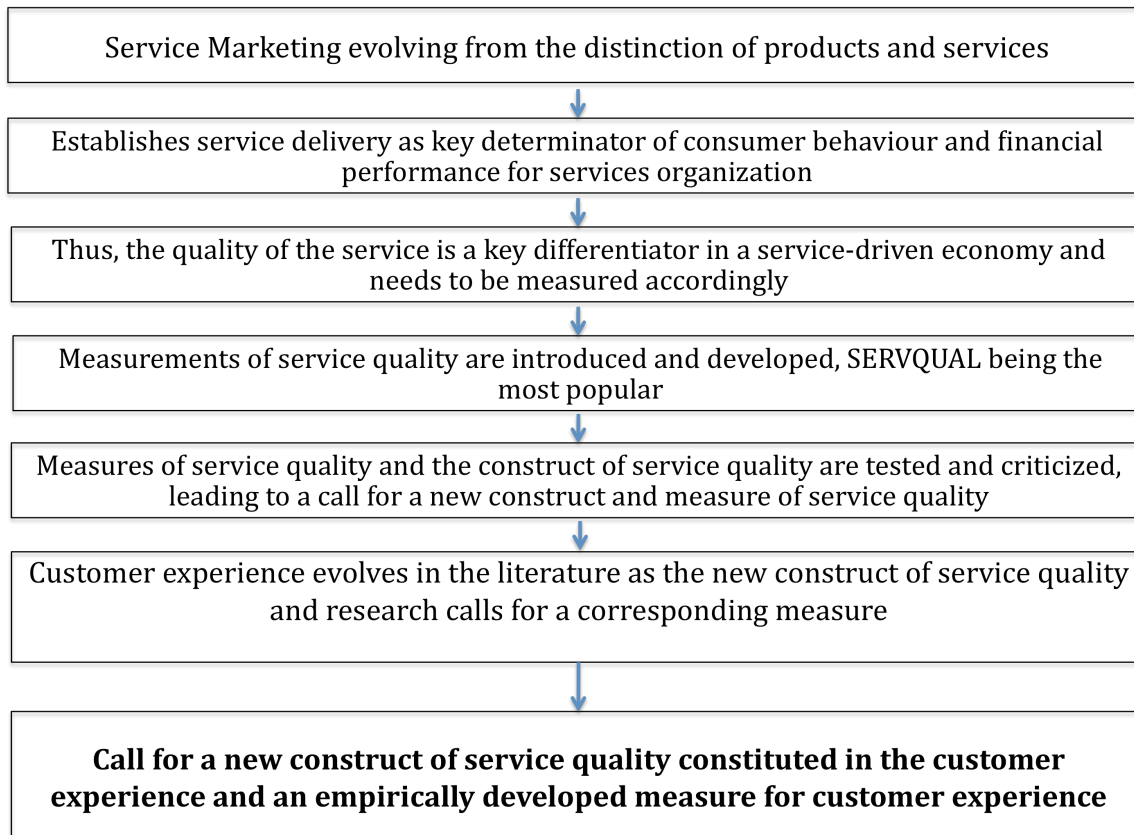 Service Marketing evolving from the distinction of products and services
Establishes service delivery as key determinator of consumer behaviour and financial
performance for services organization
Thus, the quality of the service is a key differentiator in a service-driven economy and
needs to be measured accordingly
Measurements of service quality are introduced and developed, SERVQUAL being the
most popular
Measures of service quality and the construct of service quality are tested and criticized,
leading to a call for a new construct and measure of service quality
Customer experience evolves in the literature as the new construct of service quality
and research calls for a corresponding measure
Call for a new construct of service quality constituted in the customer
experience and an empirically developed measure for customer experience